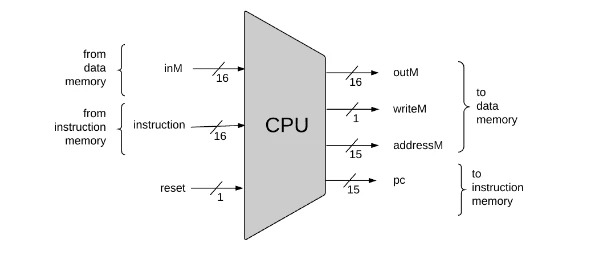 from
data
memory
inM
16
from
instruction
memory
instruction
16
reset
1
CPU
16
outM
1
writeM
15
addressM
15
pc
to
data
memory
to
instruction
memory